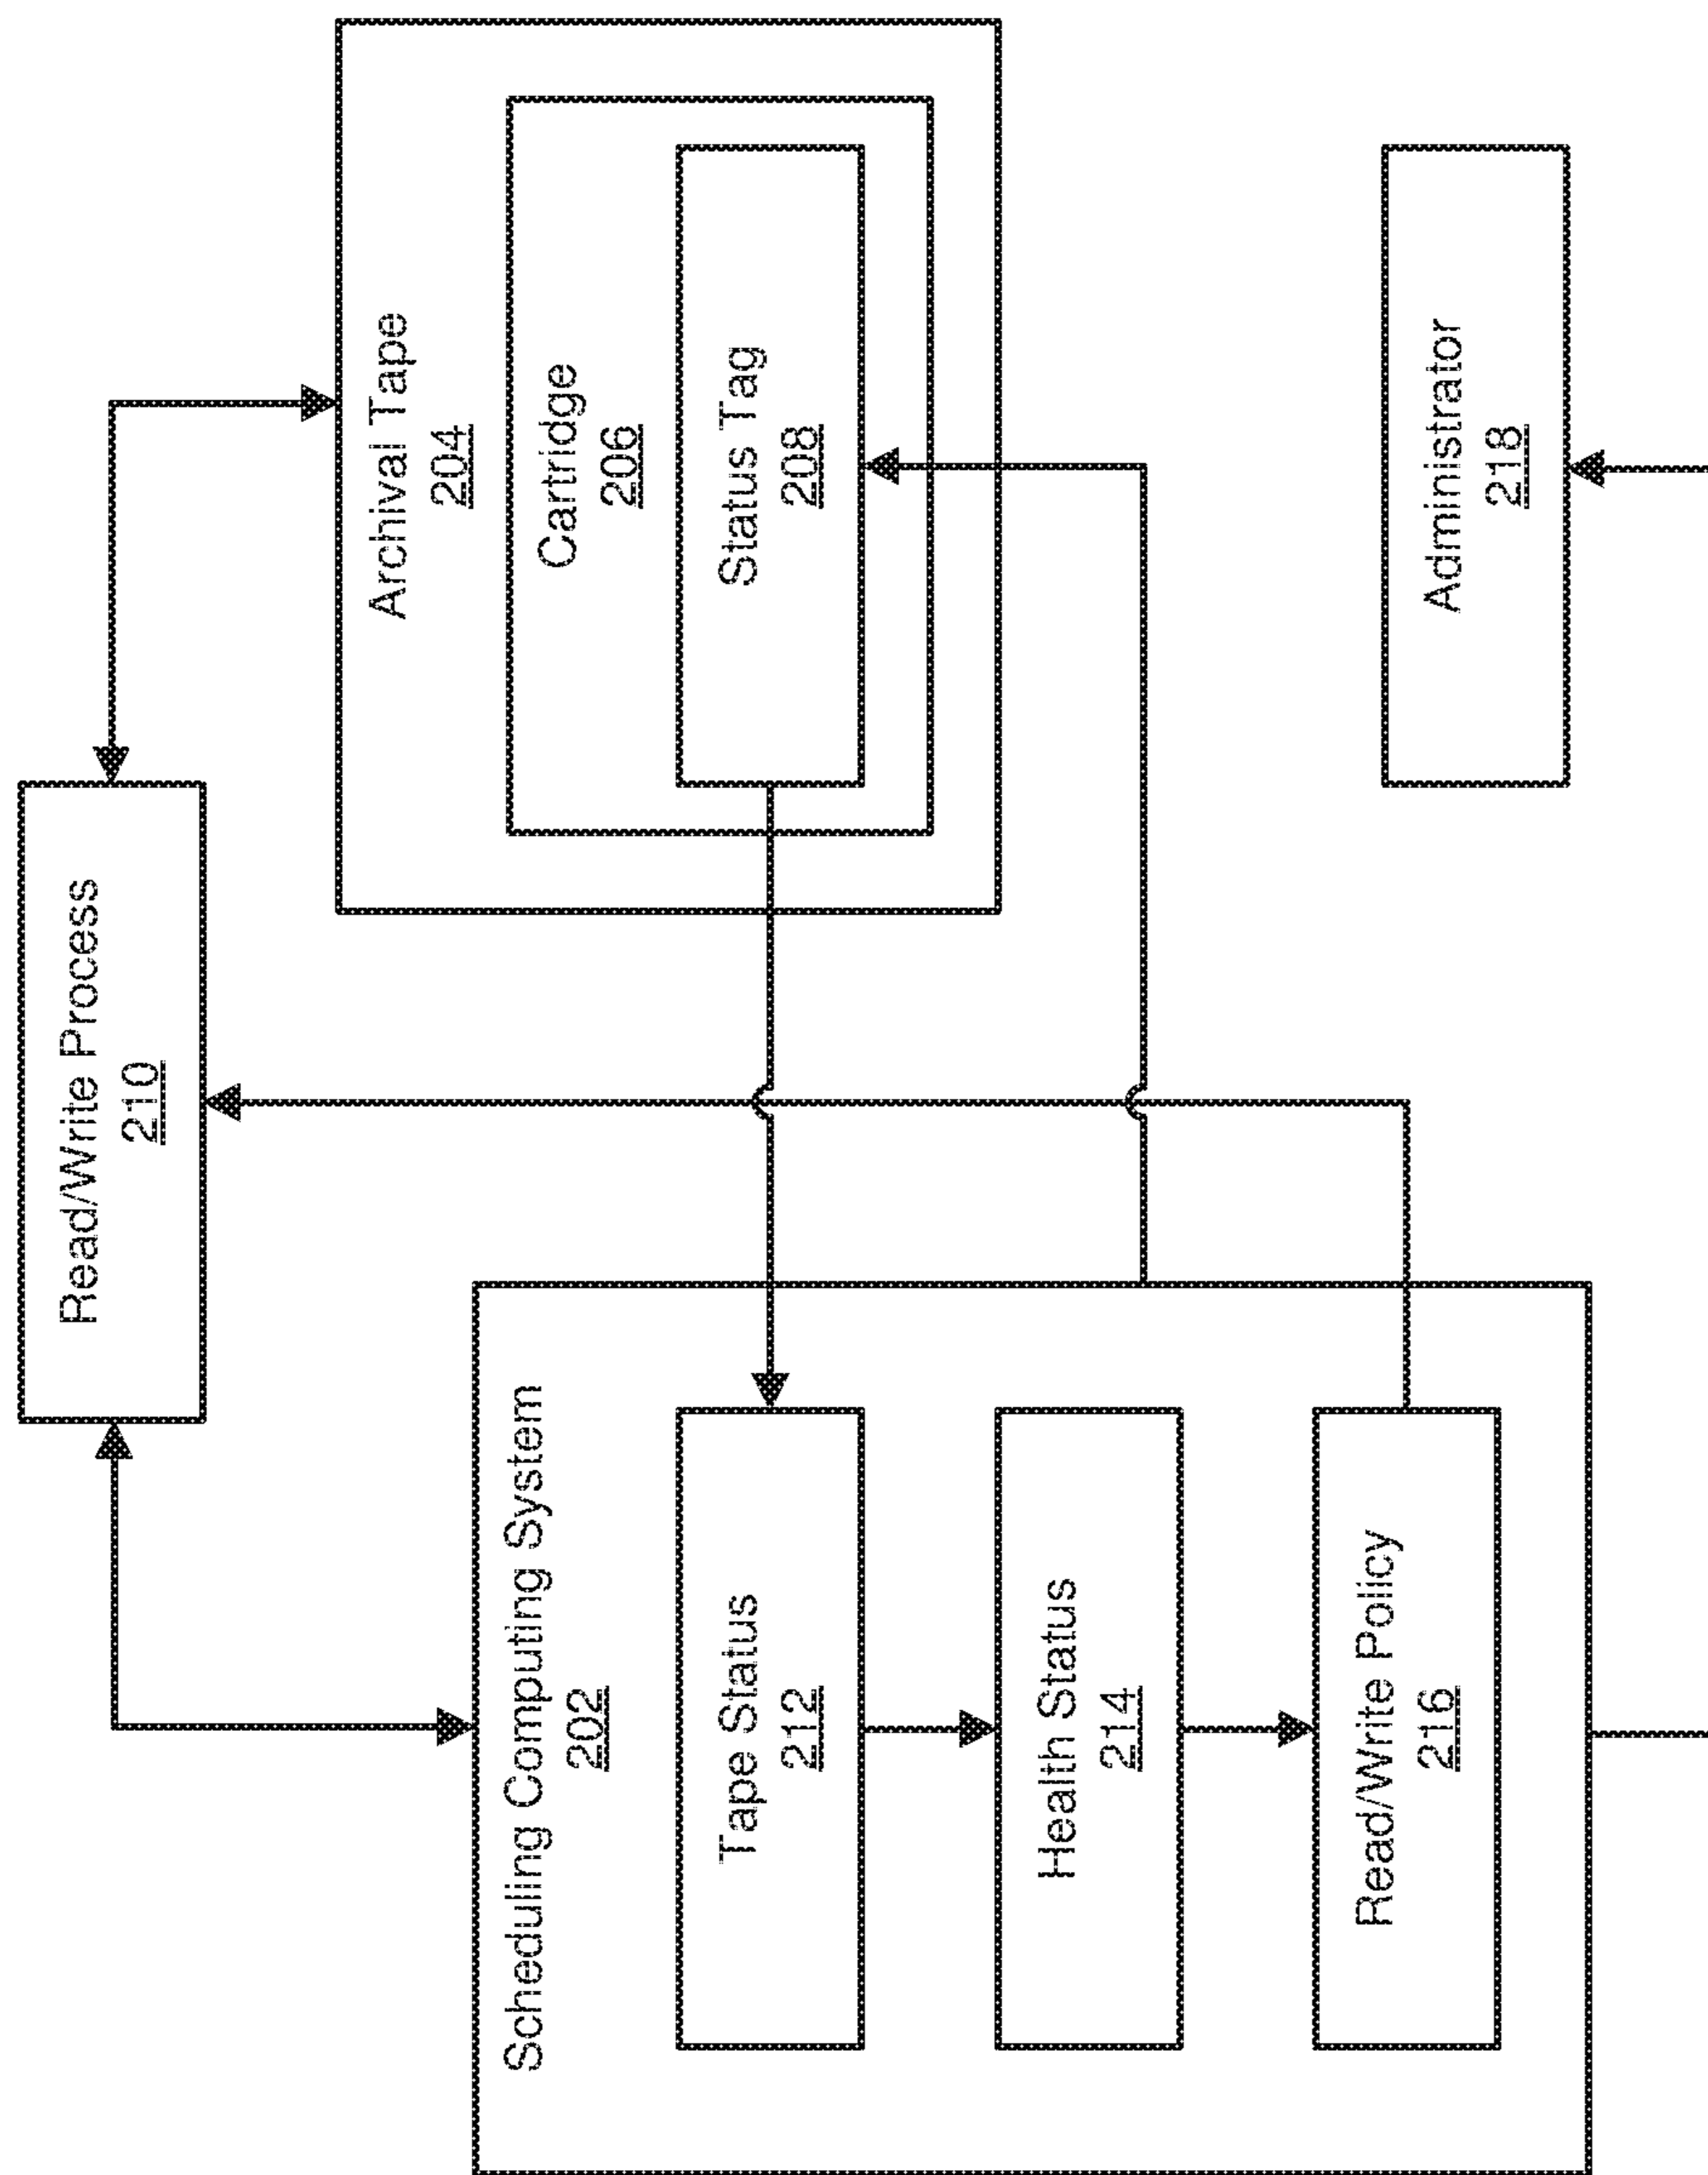 Read/Write Process
210
Scheduling Computing System
202
Tape Status
212
Health Status
214
Read/Write Policy
216
Archival Tape
204
Cartridge
206
Status Tag
208
Administrator
218